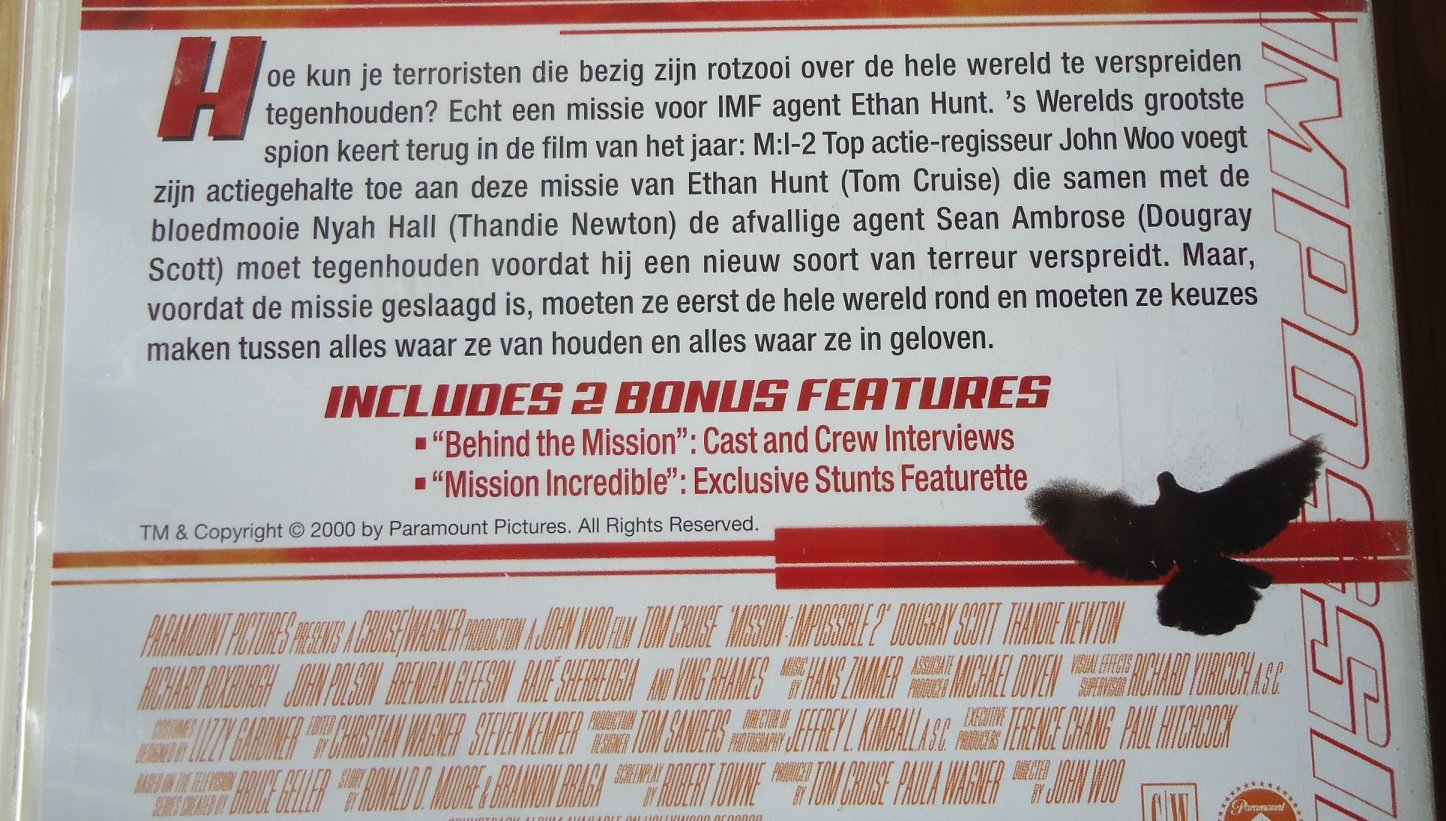 Hoe kun je terroristen die bezig zijn rotzooi over de hele wereld te verspreiden
tegenhouden? Echt een missie voor IMF agent Ethan Hunt. 's Werelds grootste
spion keert terug in de film van het jaar: M:I-2 Top actie-regisseur John Woo voegt
zijn actiegehalte toe aan deze missie van Ethan Hunt (Tom Cruise) die samen met de
bloedmooie Nyah Hall (Thandie Newton) de afvallige agent Sean Ambrose (Dougray
Scott) moet tegenhouden voordat hij een nieuw soort van terreur verspreidt. Maar,
voordat de missie geslaagd is, moeten ze eerst de hele wereld rond en moeten ze keuzes
maken tussen alles waar ze van houden en alles waar ze in geloven.
INCLUDES 2 BONUS FEATURES
▪ “Behind the Mission”: Cast and Crew Interviews
▪ “Mission Incredible”: Exclusive Stunts Featurette
TM & Copyright © 2000 by Paramount Pictures. All Rights Reserved.
PARAMOUNT PICTURES PRESENTS A CRUISE/WAGNER PRODUCTION A JOHN WOO FILM TOM CRUISE "MISSION: IMPOSSIBLE 2" DOUGRAY SCOTT THANDIE NEWTON
RICHARD ROXBURGH JOHN POLSON BRENDAN GLEESON RADÉ SHERBEDGIA AND VING RHAMES MUSIC BY HANS ZIMMER ASSOCIATE PRODUCER MICHAEL DOVEN VISUAL EFFECTS SUPERVISOR RICHARD YURICICH, A.S.C.
COSTUMES DESIGNED BY LIZZY GARDINER EDITED BY CHRISTIAN WAGNER STEVEN KEMPER PRODUCTION DESIGNER TOM SANDERS DIRECTOR OF PHOTOGRAPHY JEFFREY L. KIMBALL, A.S.C. EXECUTIVE PRODUCERS TERENCE CHANG PAUL HITCHCOCK
BASED ON THE TELEVISION SERIES CREATED BY BRUCE GELLER STORY BY RONALD D. MOORE & BRANNON BRAGA SCREENPLAY BY ROBERT TOWNE PRODUCED BY TOM CRUISE PAULA WAGNER DIRECTED BY JOHN WOO
C/W
Paramount